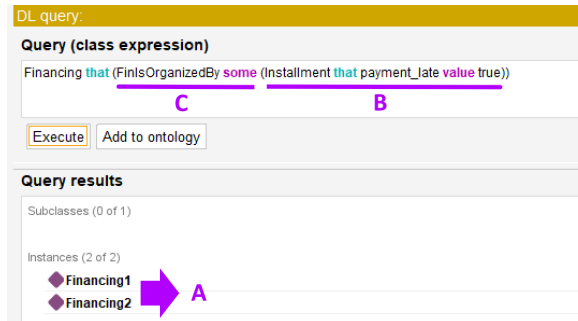 DL query:
Query (class expression)
Financing that (FinIsOrganizedBy some (Installment that payment_late value true))
C B
Execute Add to ontology
Query results
Subclasses (0 of 1)
Instances (2 of 2)
Financing1
A
Financing2